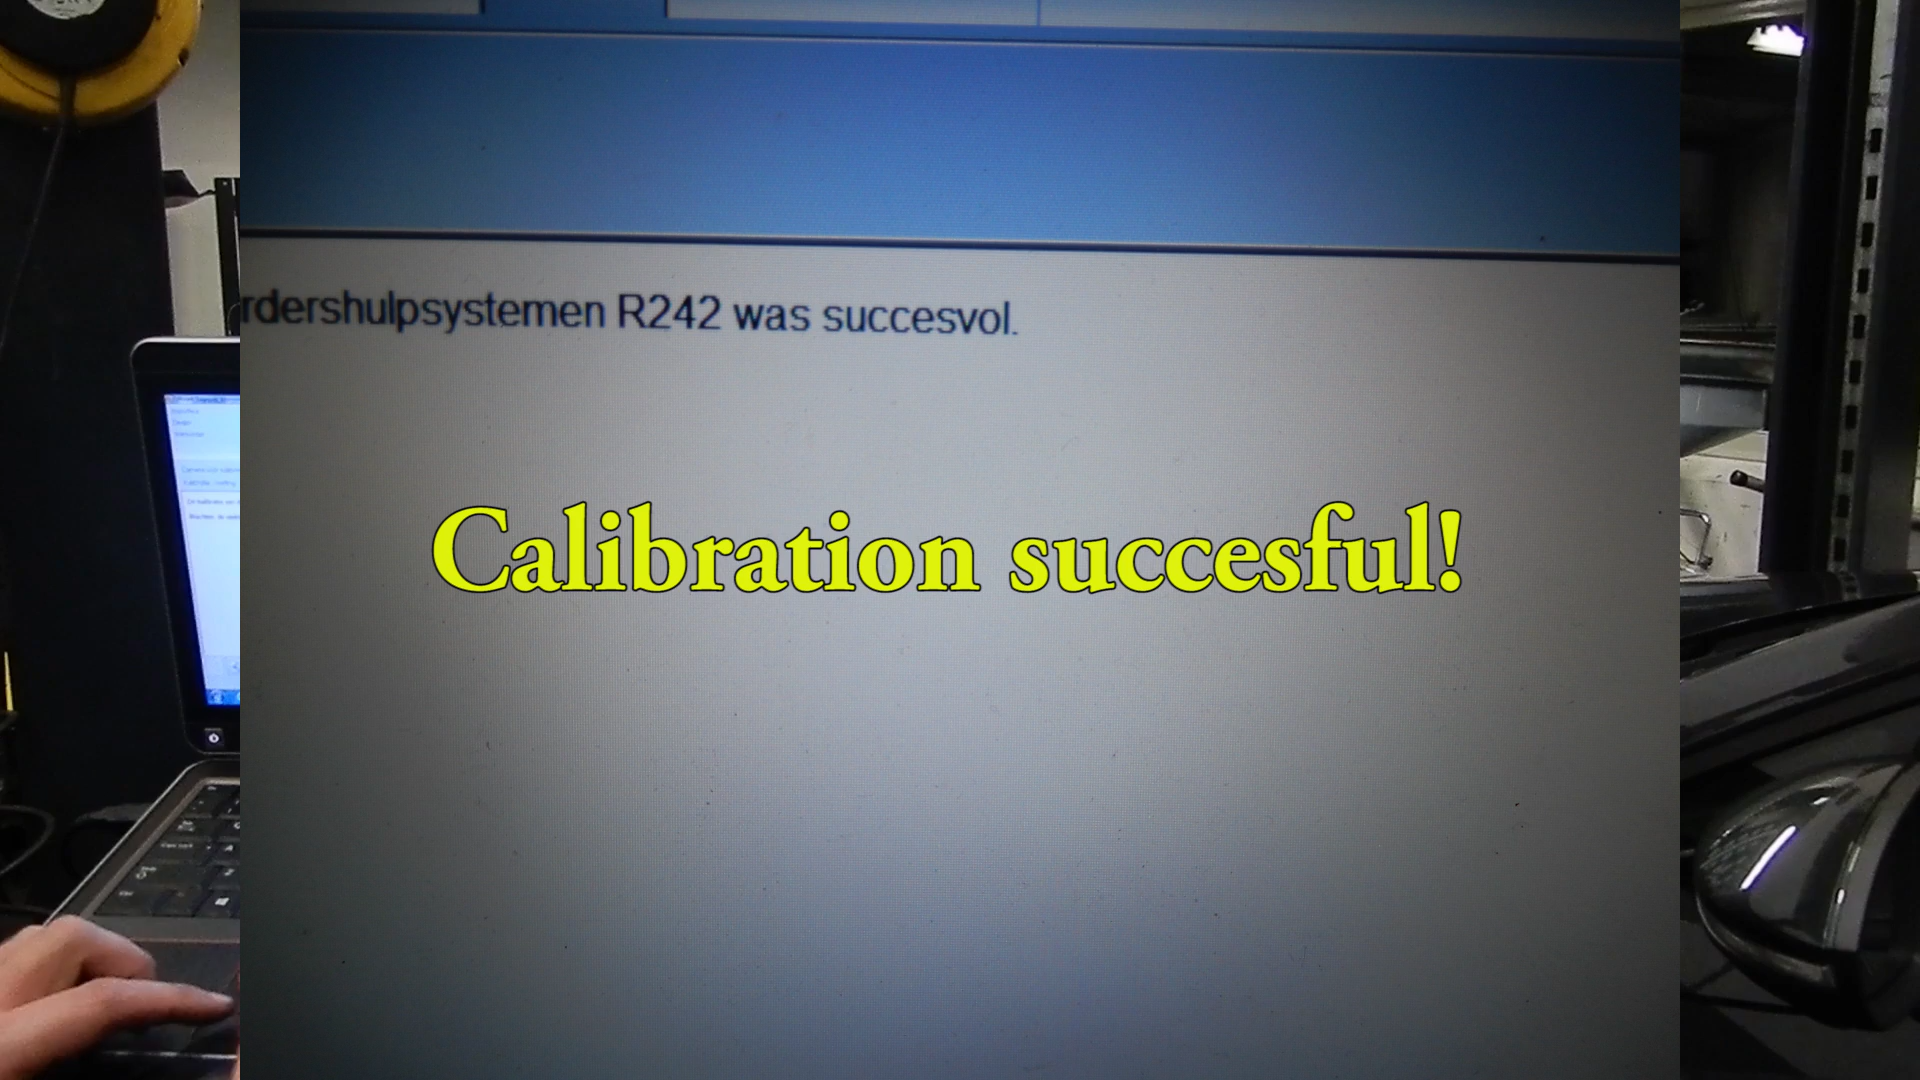 rdershulpsystemen R242 was succesvol.
Calibration succesful!